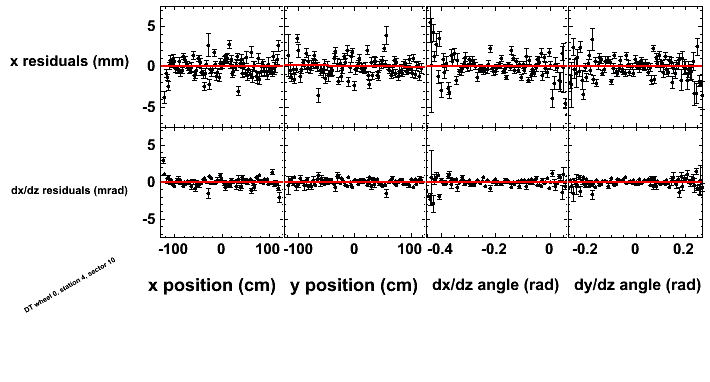 5
x residuals (mm)
0
-5
5
dx/dz residuals (mrad)
0
-5
-100 0 100 -100 0 100 -0.4 -0.2 0 -0.2 0 0.2
x position (cm) y position (cm) dx/dz angle (rad) dy/dz angle (rad)
DT wheel 0, station 4, sector 10